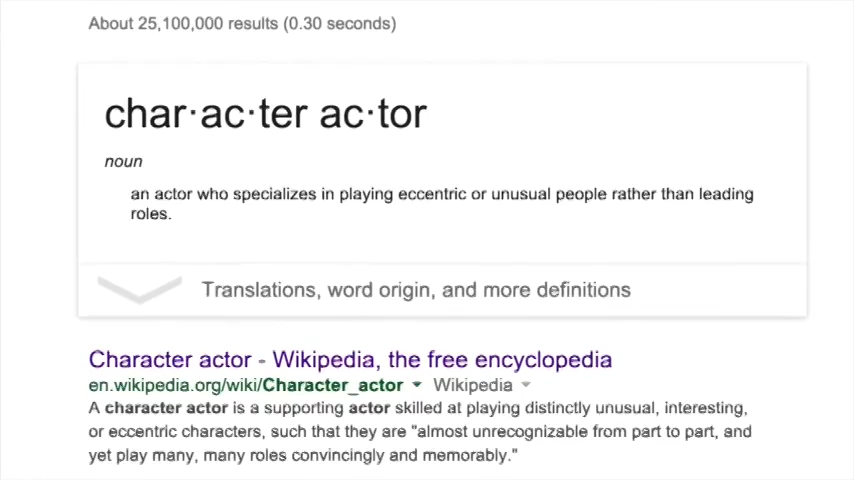 About 25,100,000 results (0.30 seconds)
char·ac·ter ac·tor
noun
an actor who specializes in playing eccentric or unusual people rather than leading
roles.
Translations, word origin, and more definitions
Character actor - Wikipedia, the free encyclopedia
en.wikipedia.org/wiki/Character_actor Wikipedia
A character actor is a supporting actor skilled at playing distinctly unusual, interesting,
or eccentric characters, such that they are "almost unrecognizable from part to part, and
yet play many, many roles convincingly and memorably."